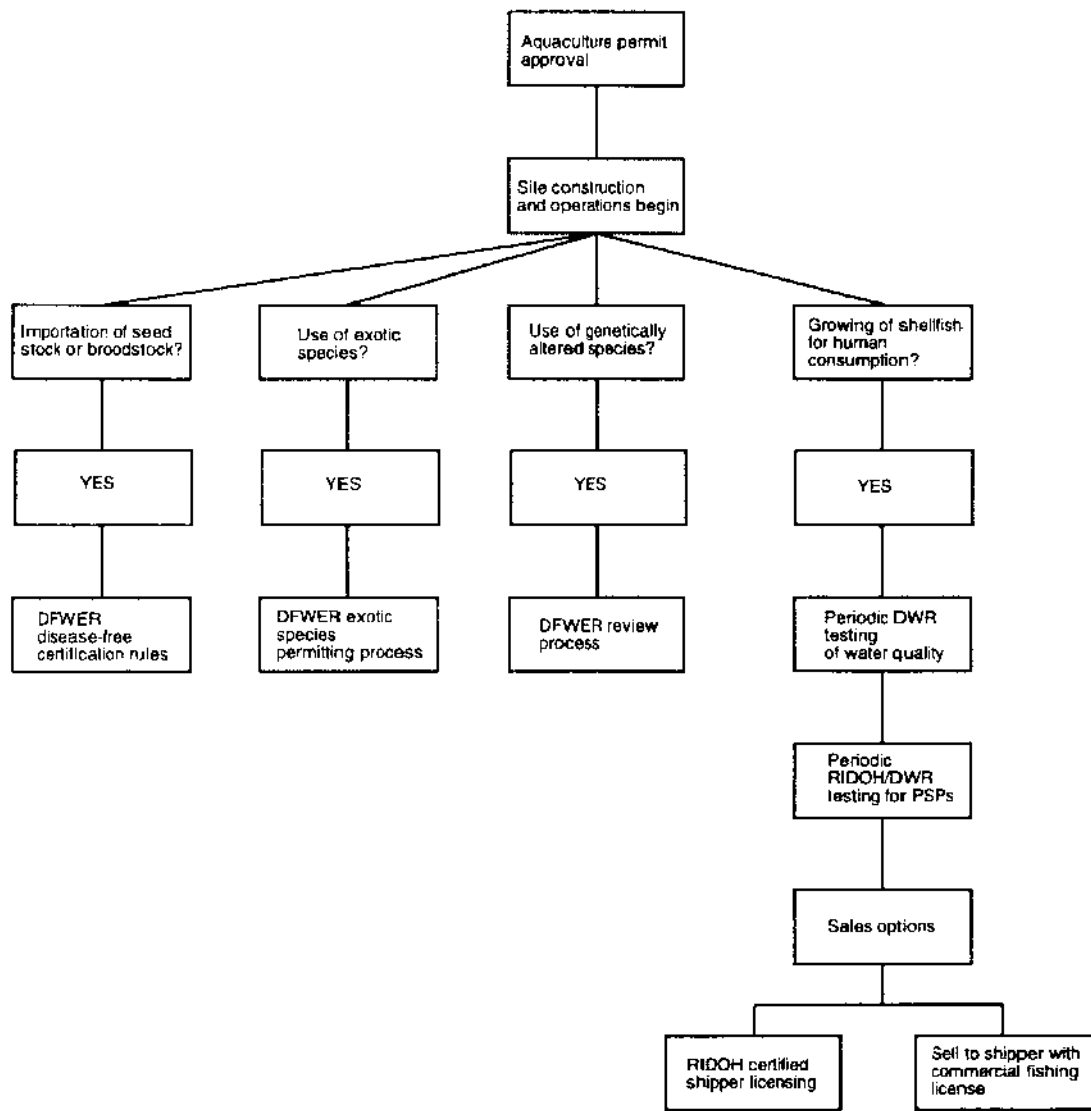 Aquaculture permit
approval
Site construction
and operations begin
Importation of seed
stock or broodstock?
Use of exotic
species?
Use of genetically
altered species?
Growing of shellfish
for human
consumption?
YES
YES
YES
YES
DFWER
disease-free
certification rules
DFWER exotic
species
permitting process
DFWER review
process
Periodic DWR
testing
of water quality
Periodic
RIDOH/DWR
testing for PSPs
Sales options
RIDOH certified
shipper licensing
Sell to shipper with
commercial fishing
license